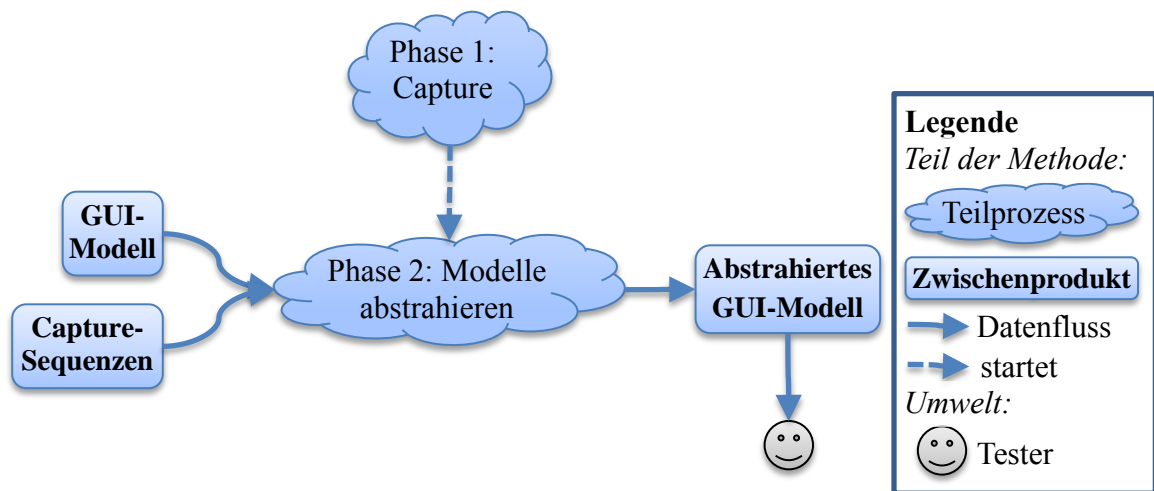 Phase 1:
Capture
GUI-
Modell
Capture-
Sequenzen
Phase 2: Modelle
abstrahieren
Abstrahiertes
GUI-Modell
Legende
Teil der Methode:
Teilprozess
Zwischenprodukt
Datenfluss
startet
Umwelt:
Tester